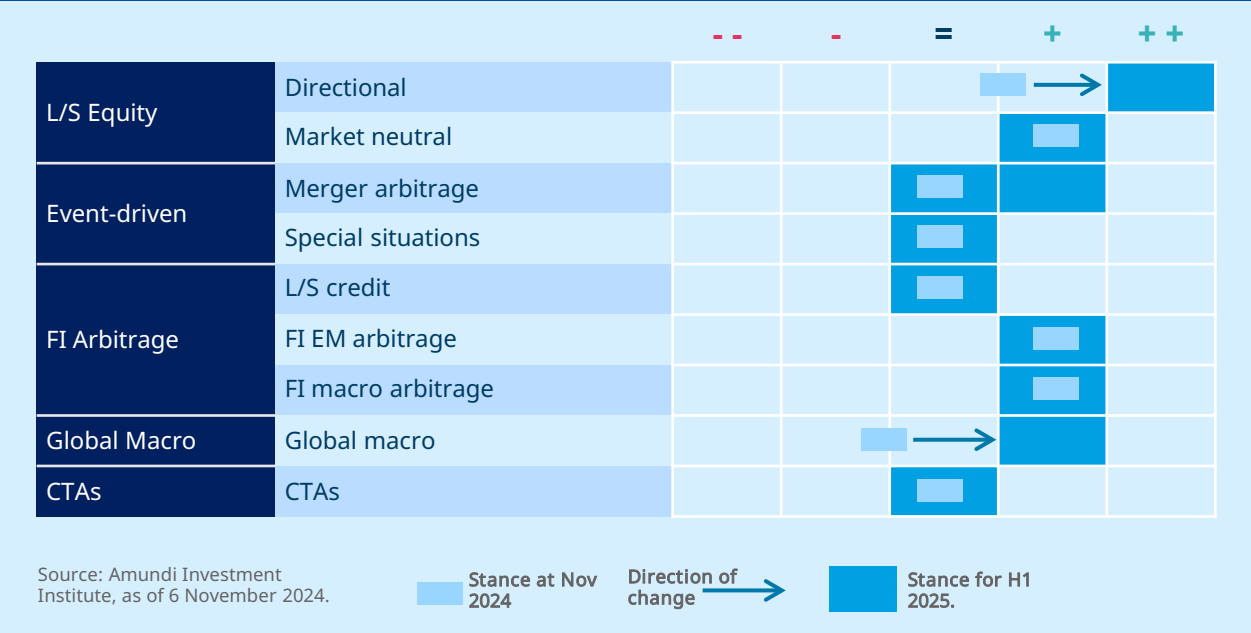 - - - = + + +
L/S Equity
Directional
Market neutral
Event-driven
Merger arbitrage
Special situations
FI Arbitrage
L/S credit
FI EM arbitrage
FI macro arbitrage
Global Macro
Global macro
CTAs
CTAs
Source: Amundi Investment
Institute, as of 6 November 2024.
Stance at Nov
2024
Direction of
change
Stance for H1
2025.